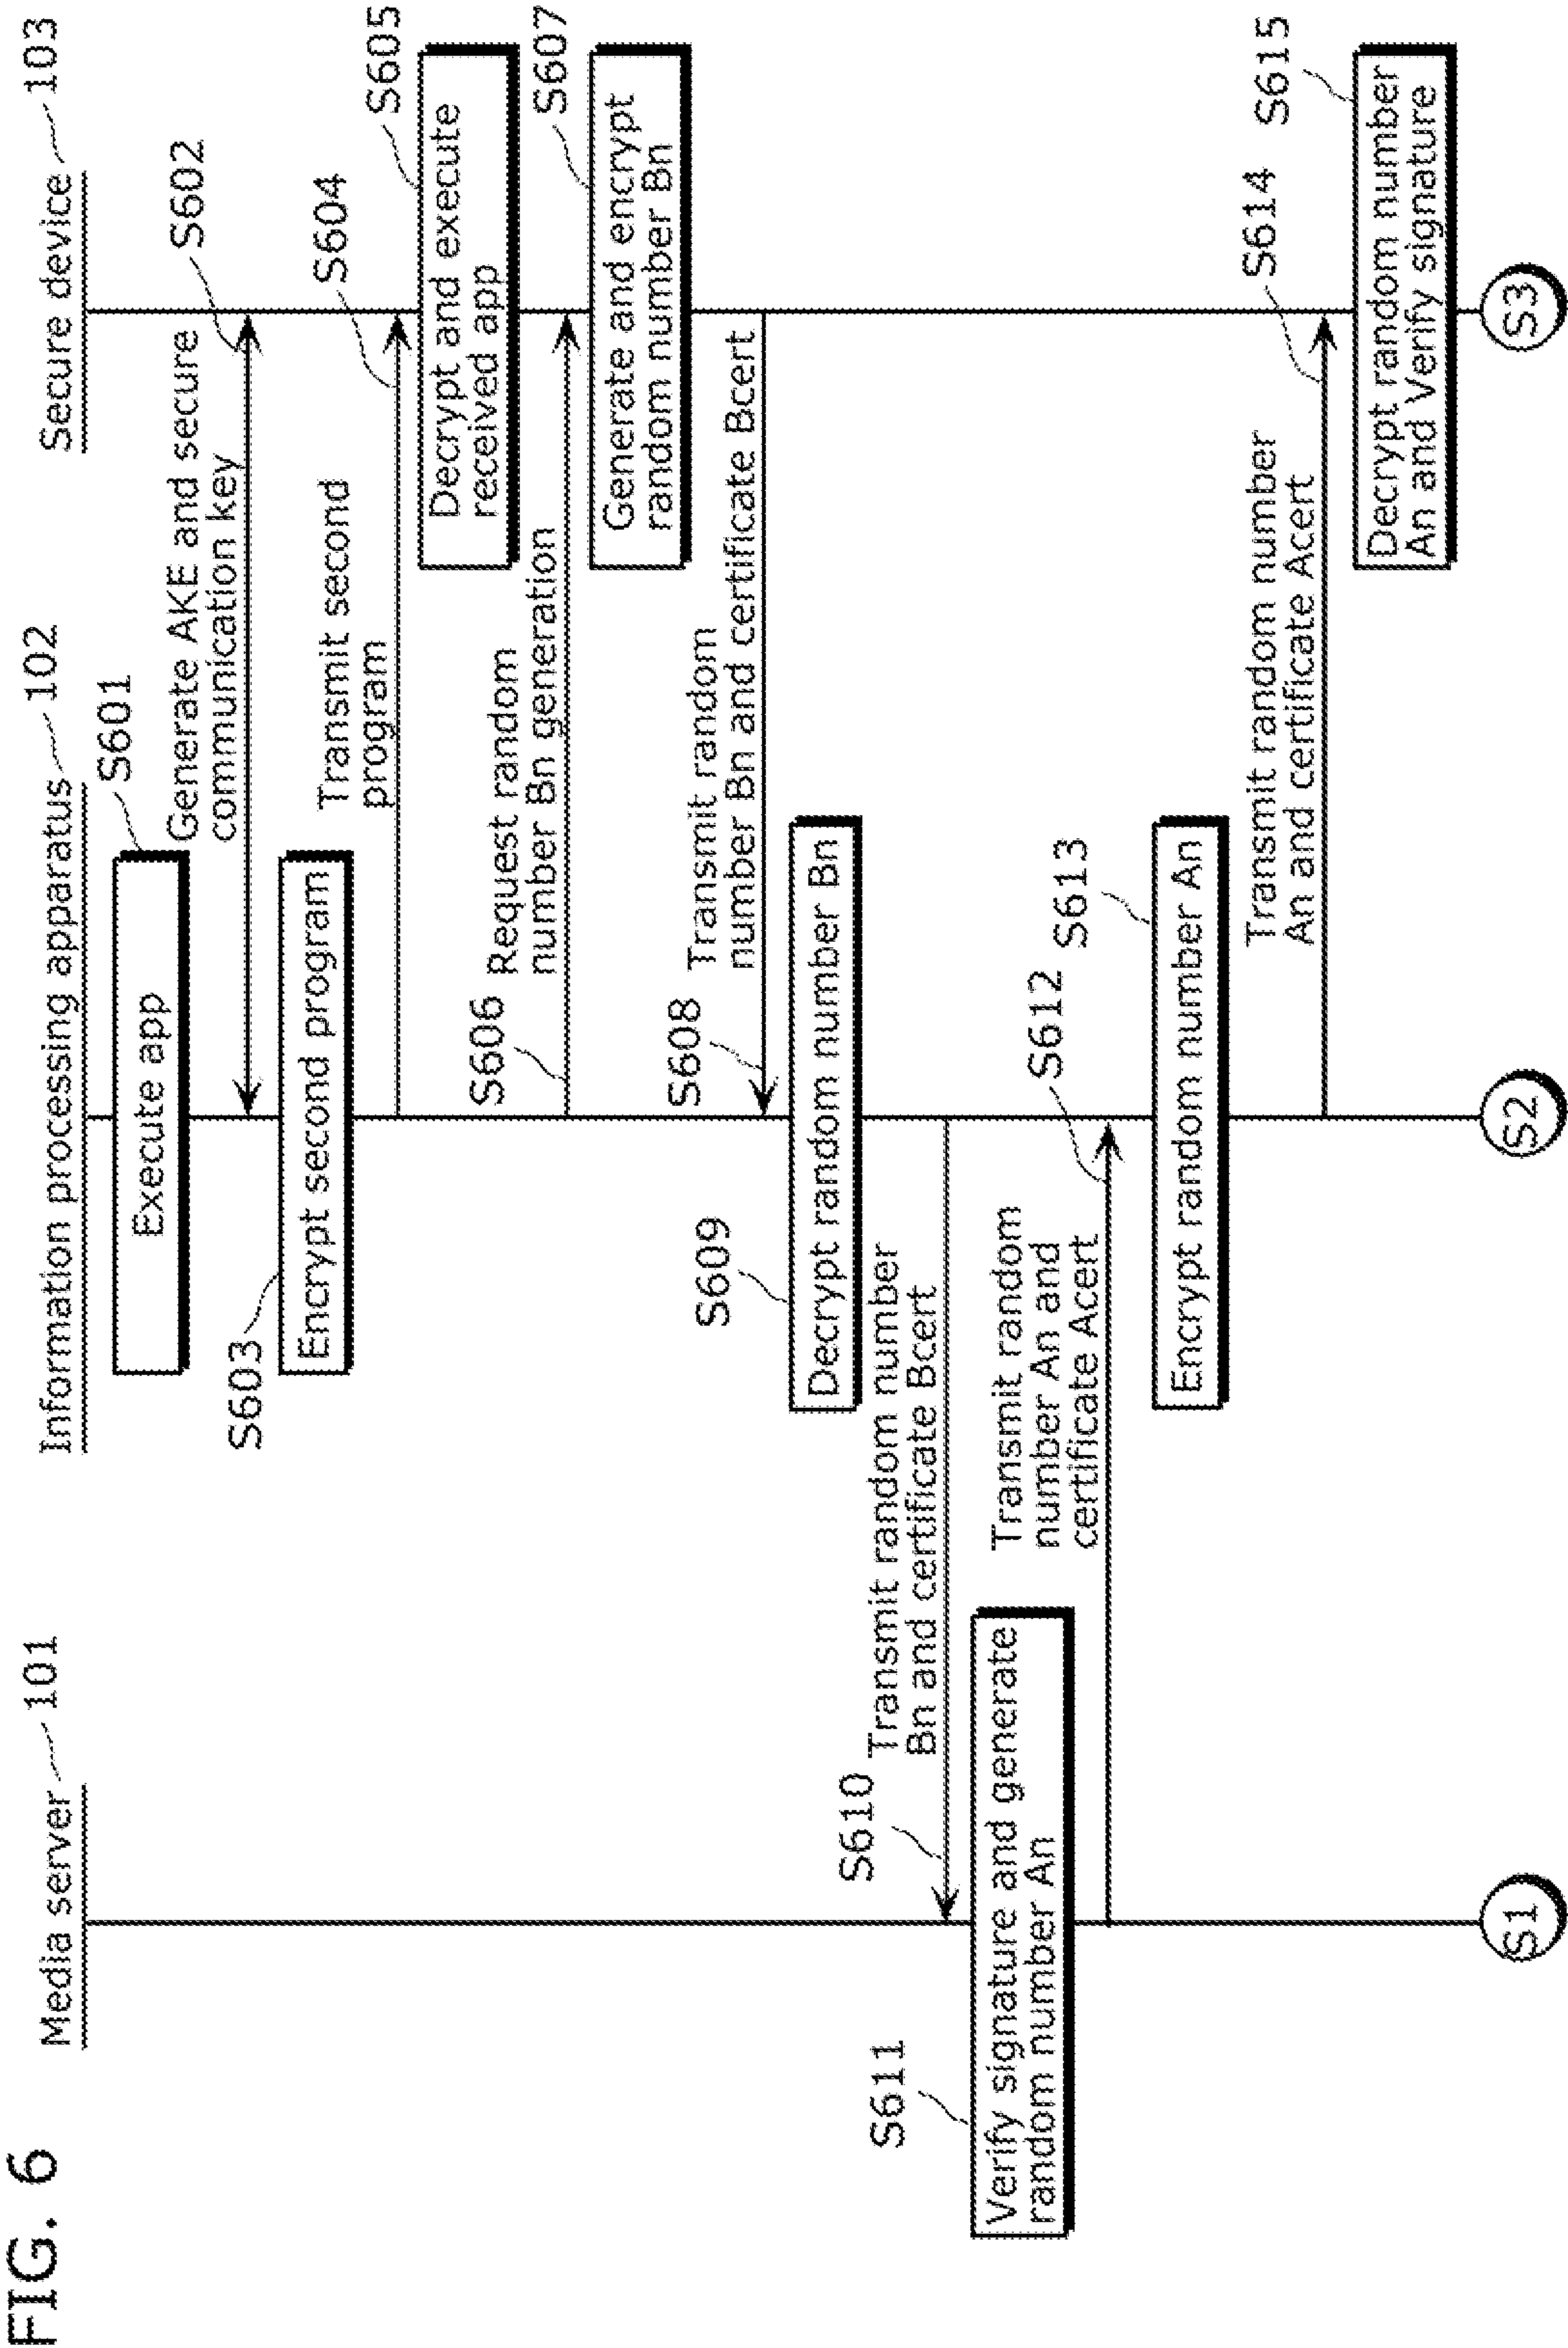 FIG. 6
Media server 101
Information processing apparatus 102
Secure device 103
S601
Execute app
Generate AKE and secure
communication key
S602
S603
Encrypt second program
Transmit second
program
S604
S605
Decrypt and execute
received app
Request random
number Bn generation
S606
S607
Generate and encrypt
random number Bn
Transmit random
number Bn and certificate Bcert
S608
S609
Decrypt random number Bn
Transmit random number
Bn and certificate Bcert
S610
S611
Verify signature and generate
random number An
Transmit random
number An and
certificate Acert
S612
S613
Encrypt random number An
Transmit random number
An and certificate Acert
S614
S615
Decrypt random number
An and Verify signature
S1
S2
S3